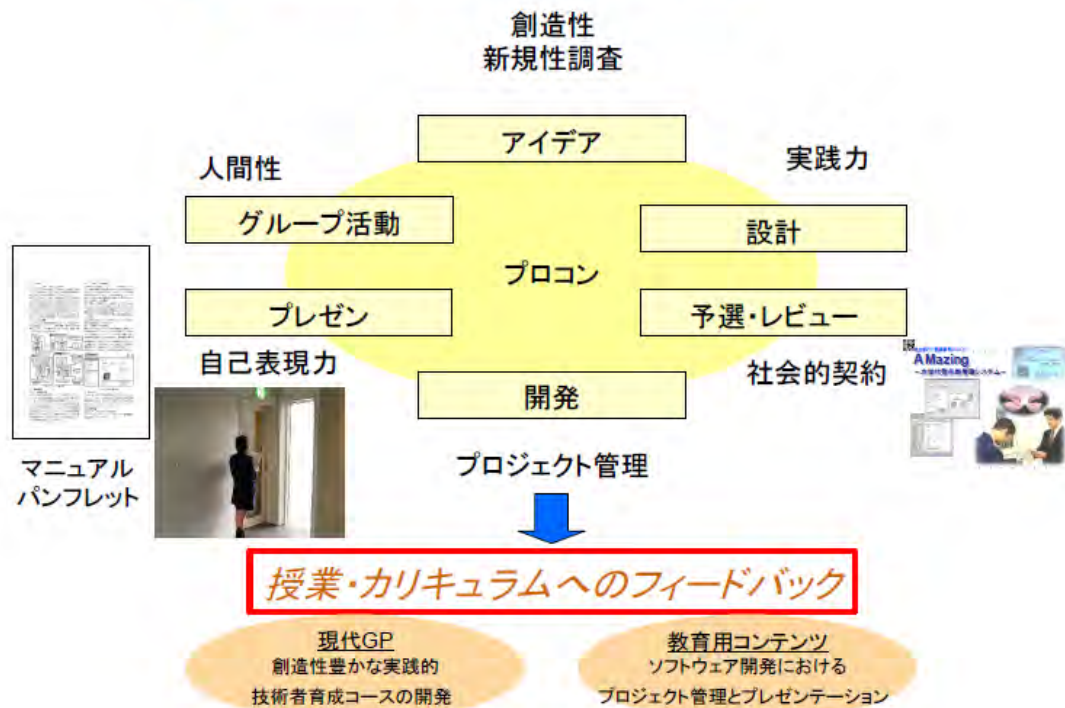 創造性
新規性調査
アイデア
人間性
実践力
グループ活動
設計
プロコン
プレゼン
予選・レビュー
自己表現力
社会的契約
A Mazing
開発
マニュアル
パンフレット
プロジェクト管理
授業・カリキュラムへのフィードバック
現代GP
創造性豊かな実践的
技術者育成コースの開発
教育用コンテンツ
ソフトウェア開発における
プロジェクト管理とプレゼンテーション